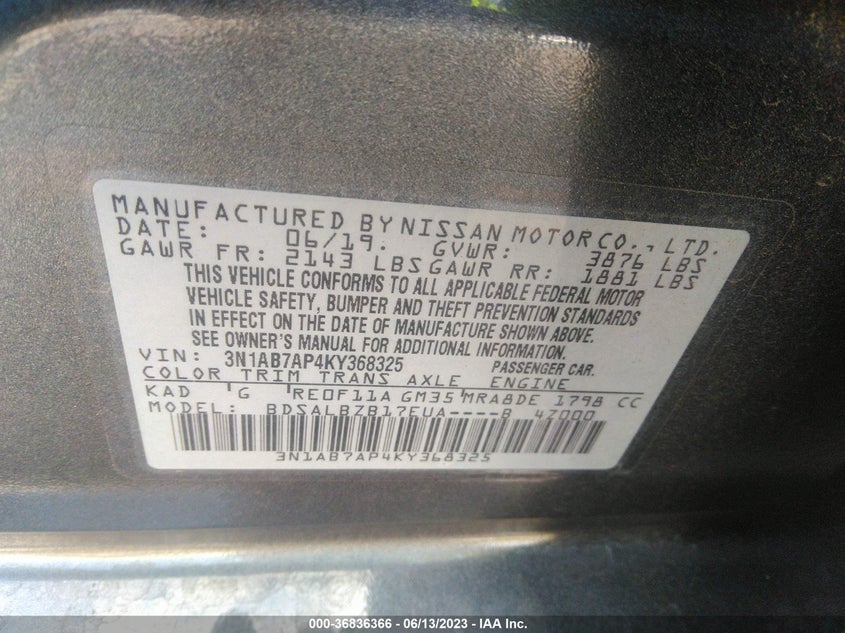 MANUFACTURED BY NISSAN MOTOR CO., LTD.
DATE: 06/19. GVWR: 3876 LBS
GAWR FR: 2143 LBS GAWR RR: 1881 LBS
THIS VEHICLE CONFORMS TO ALL APPLICABLE FEDERAL MOTOR
VEHICLE SAFETY, BUMPER AND THEFT PREVENTION STANDARDS
IN EFFECT ON THE DATE OF MANUFACTURE SHOWN ABOVE.
SEE OWNER'S MANUAL FOR ADDITIONAL INFORMATION.
VIN: 3N1AB7AP4KY368325 PASSENGER CAR.
COLOR TRIM TRANS AXLE ENGINE
KAD G RE0F11A GM35 MRA8DE 1798 CC
MODEL: BDSALBZB17EUA----B 47000
3N1AB7AP4KY368325
000-36836366 - 06/13/2023 - IAA Inc.